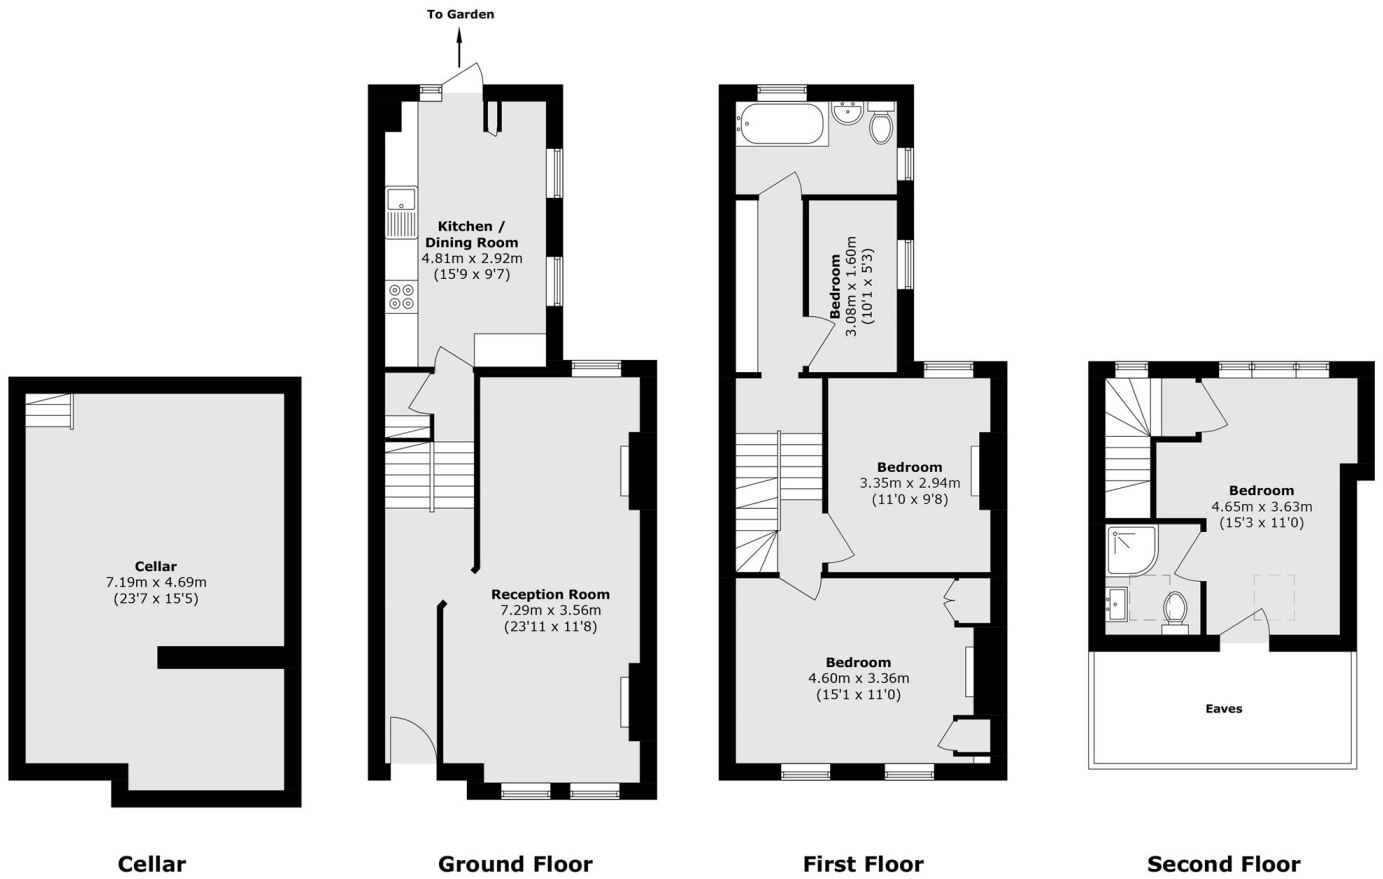 To Garden
Kitchen /
Dining Room
4.81m x 2.92m
(15'9 x 9'7)
Bedroom
3.08m x 1.60m
(10'1 x 5'3)
Bedroom
3.35m x 2.94m
(11'0 x 9'8)
Bedroom
4.65m x 3.63m
(15'3 x 11'0)
Cellar
7.19m x 4.69m
(23'7 x 15'5)
Reception Room
7.29m x 3.56m
(23'11 x 11'8)
Bedroom
4.60m x 3.36m
(15'1 x 11'0)
Eaves
Cellar
Ground Floor
First Floor
Second Floor